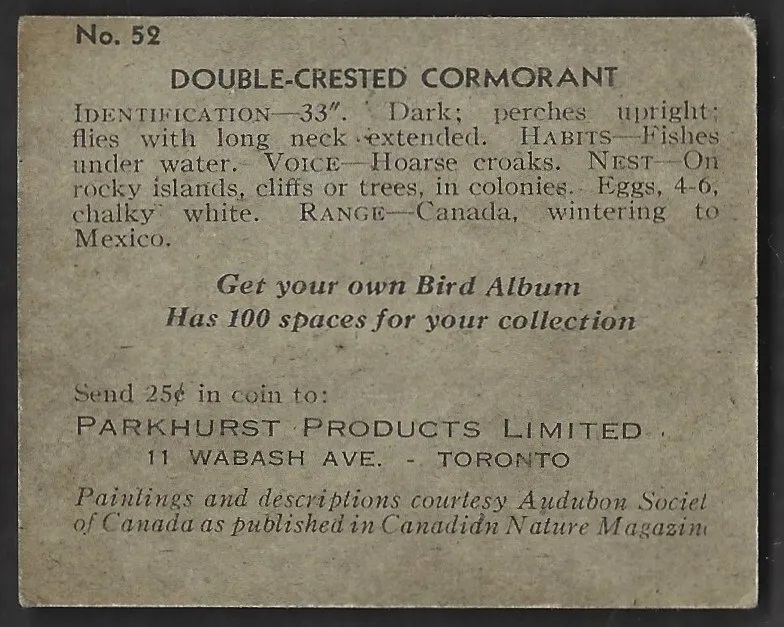 No. 52
DOUBLE-CRESTED CORMORANT
IDENTIFICATION—33". Dark; perches upright;
flies with long neck extended. HABITS—Fishes
under water. VOICE—Hoarse croaks. NEST—On
rocky islands, cliffs or trees, in colonies. Eggs, 4-6,
chalky white. RANGE—Canada, wintering to
Mexico.
Get your own Bird Album
Has 100 spaces for your collection
Send 25¢ in coin to:
PARKHURST PRODUCTS LIMITED
11 WABASH AVE. - TORONTO
Paintings and descriptions courtesy Audubon Societ
of Canada as published in Canadian Nature Magazin